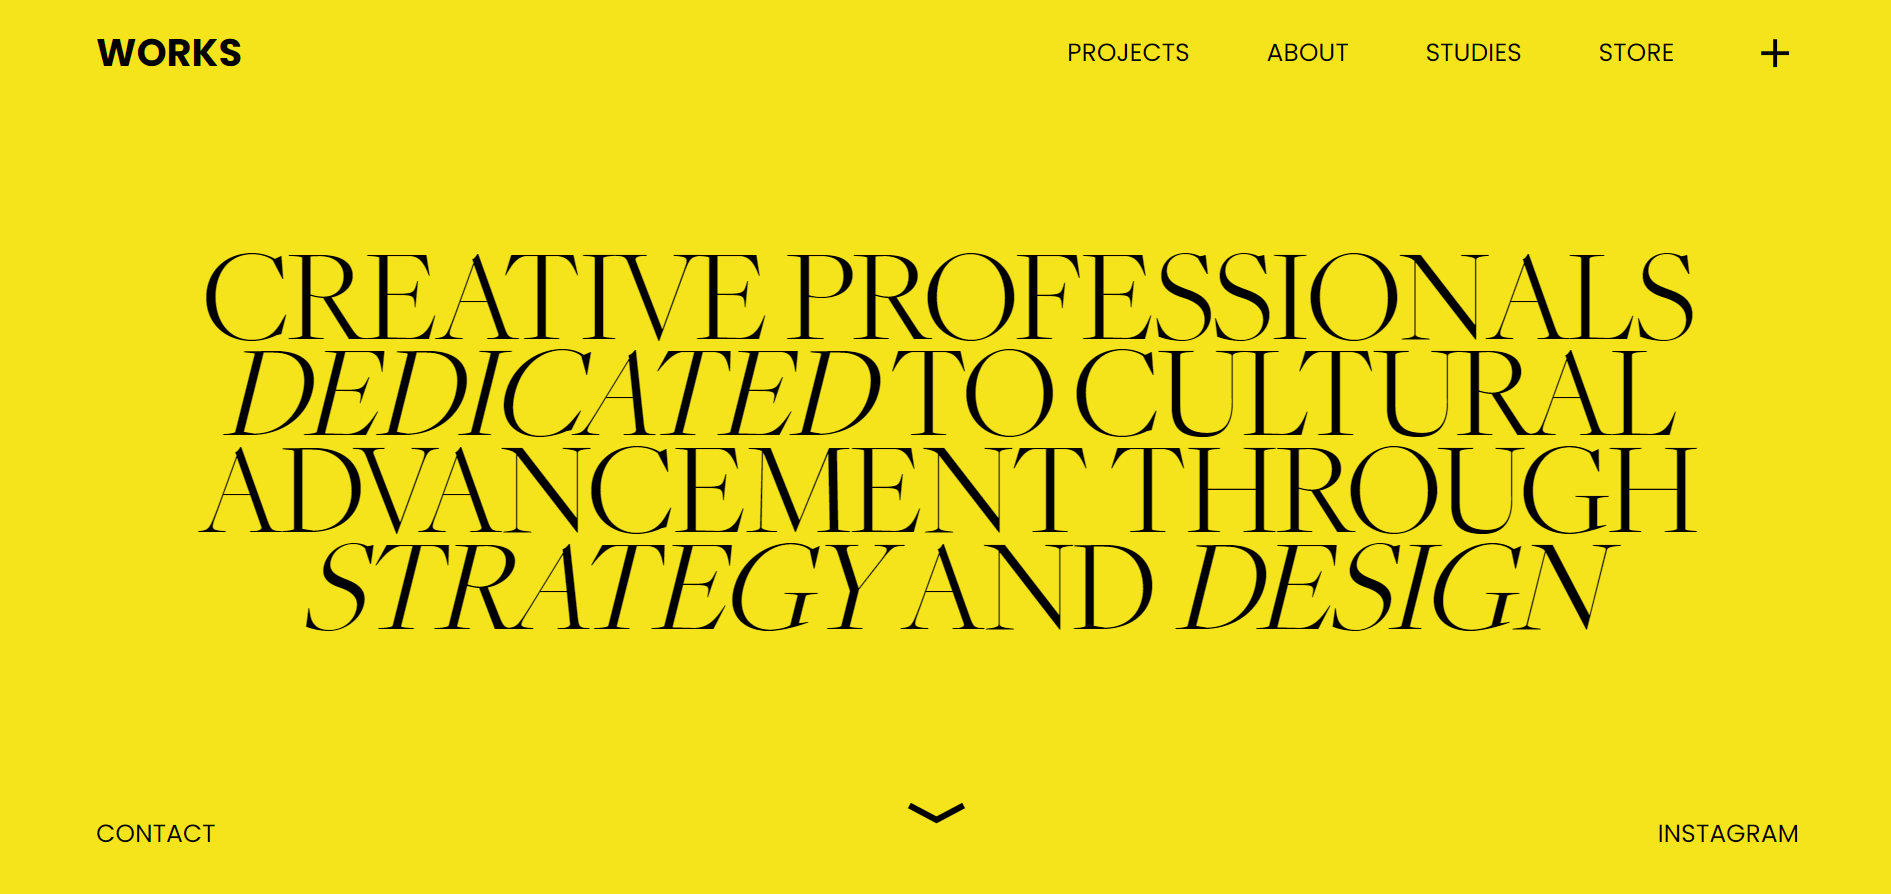 WORKS
PROJECTS ABOUT STUDIES STORE +
CREATIVE PROFESSIONALS
DEDICATED TO CULTURAL
ADVANCEMENT THROUGH
STRATEGY AND DESIGN
CONTACT
INSTAGRAM